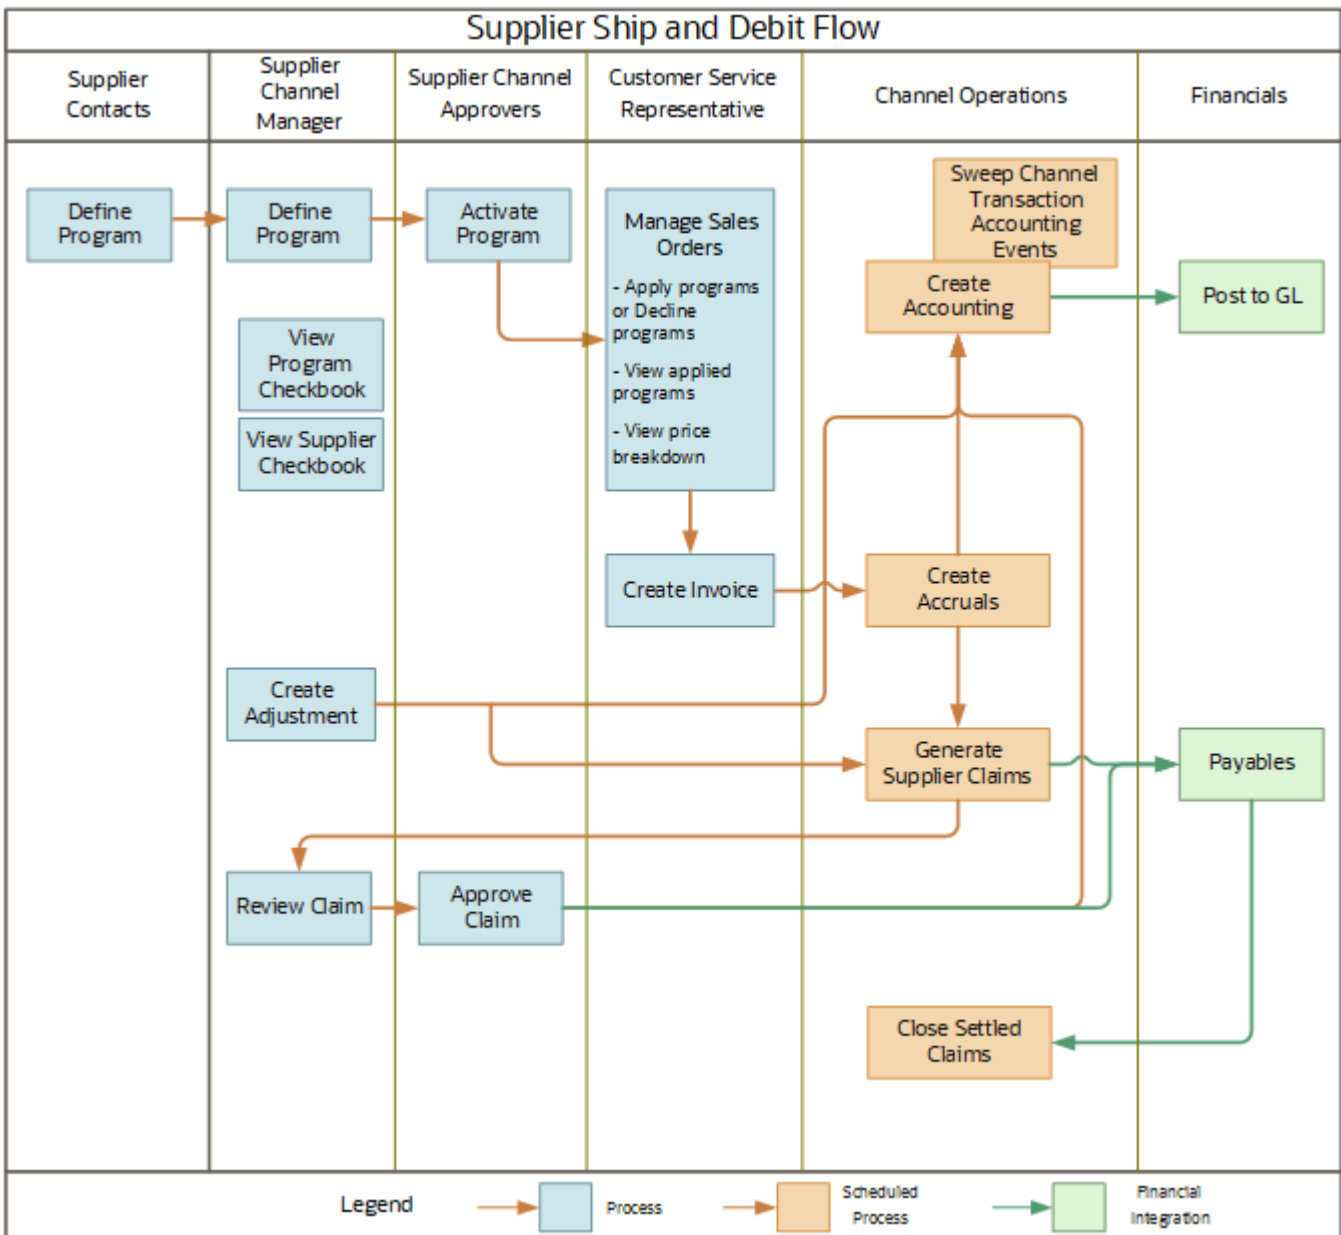 Supplier Ship and Debit Flow
Supplier
Contacts
Supplier
Channel
Manager
Supplier Channel
Approvers
Customer Service
Representative
Channel Operations
Financials
Define
Program
Define
Program
Activate
Program
Manage Sales
Orders
- Apply programs
or Decline
programs
- View applied
programs
- View price
breakdown
Sweep Channel
Transaction
Accounting
Events
Create
Accounting
Post to GL
View
Program
Checkbook
View Supplier
Checkbook
Create Invoice
Create
Accruals
Create
Adjustment
Generate
Supplier Claims
Payables
Review Claim
Approve
Claim
Close Settled
Claims
Legend
Process
Scheduled
Process
Financial
Integration